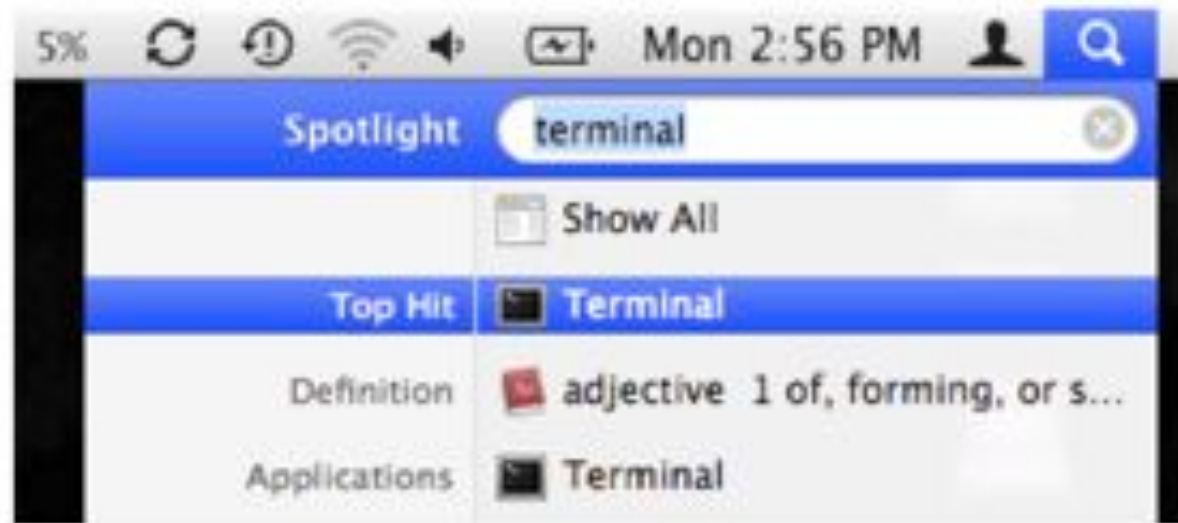 5% Mon 2:56 PM
Spotlight terminal
Show All
Top Hit Terminal
Definition adjective 1 of, forming, or s...
Applications Terminal